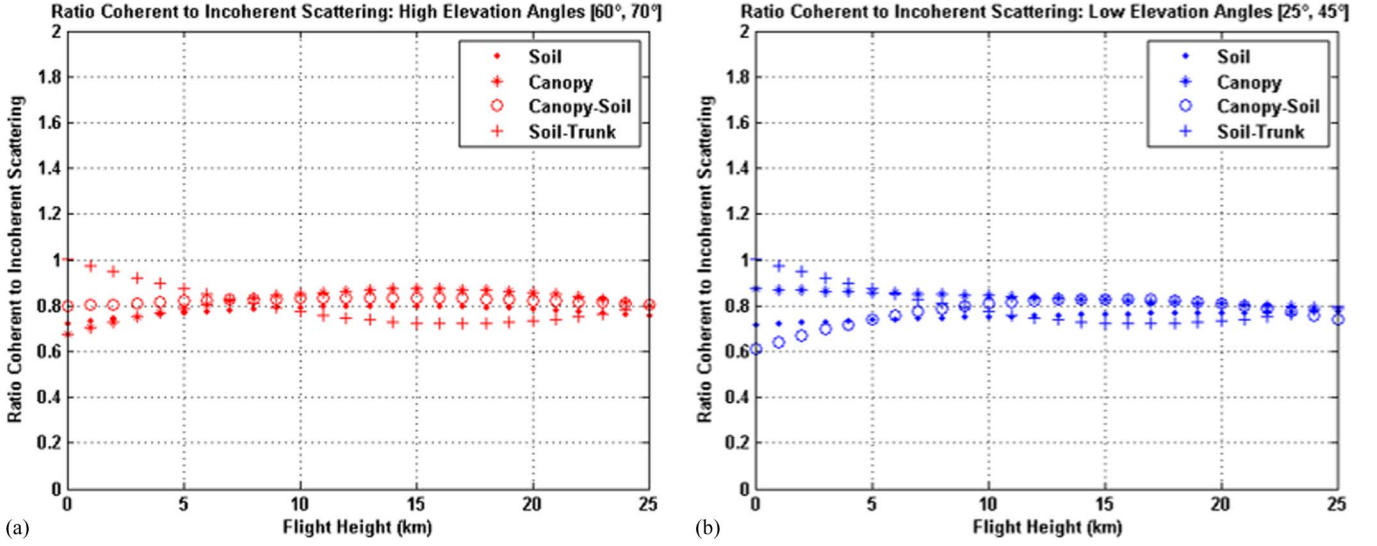 Ratio Coherent to Incoherent Scattering: High Elevation Angles [60°, 70°]
Ratio Coherent to Incoherent Scattering
2
1.8
1.6
1.4
1.2
1
0.8
0.6
0.4
0.2
0
Soil
Canopy
Canopy-Soil
Soil-Trunk
0 5 10 15 20 25
Flight Height (km)
(a)
Ratio Coherent to Incoherent Scattering: Low Elevation Angles [25°, 45°]
Ratio Coherent to Incoherent Scattering
2
1.8
1.6
1.4
1.2
1
0.8
0.6
0.4
0.2
0
Soil
Canopy
Canopy-Soil
Soil-Trunk
0 5 10 15 20 25
Flight Height (km)
(b)